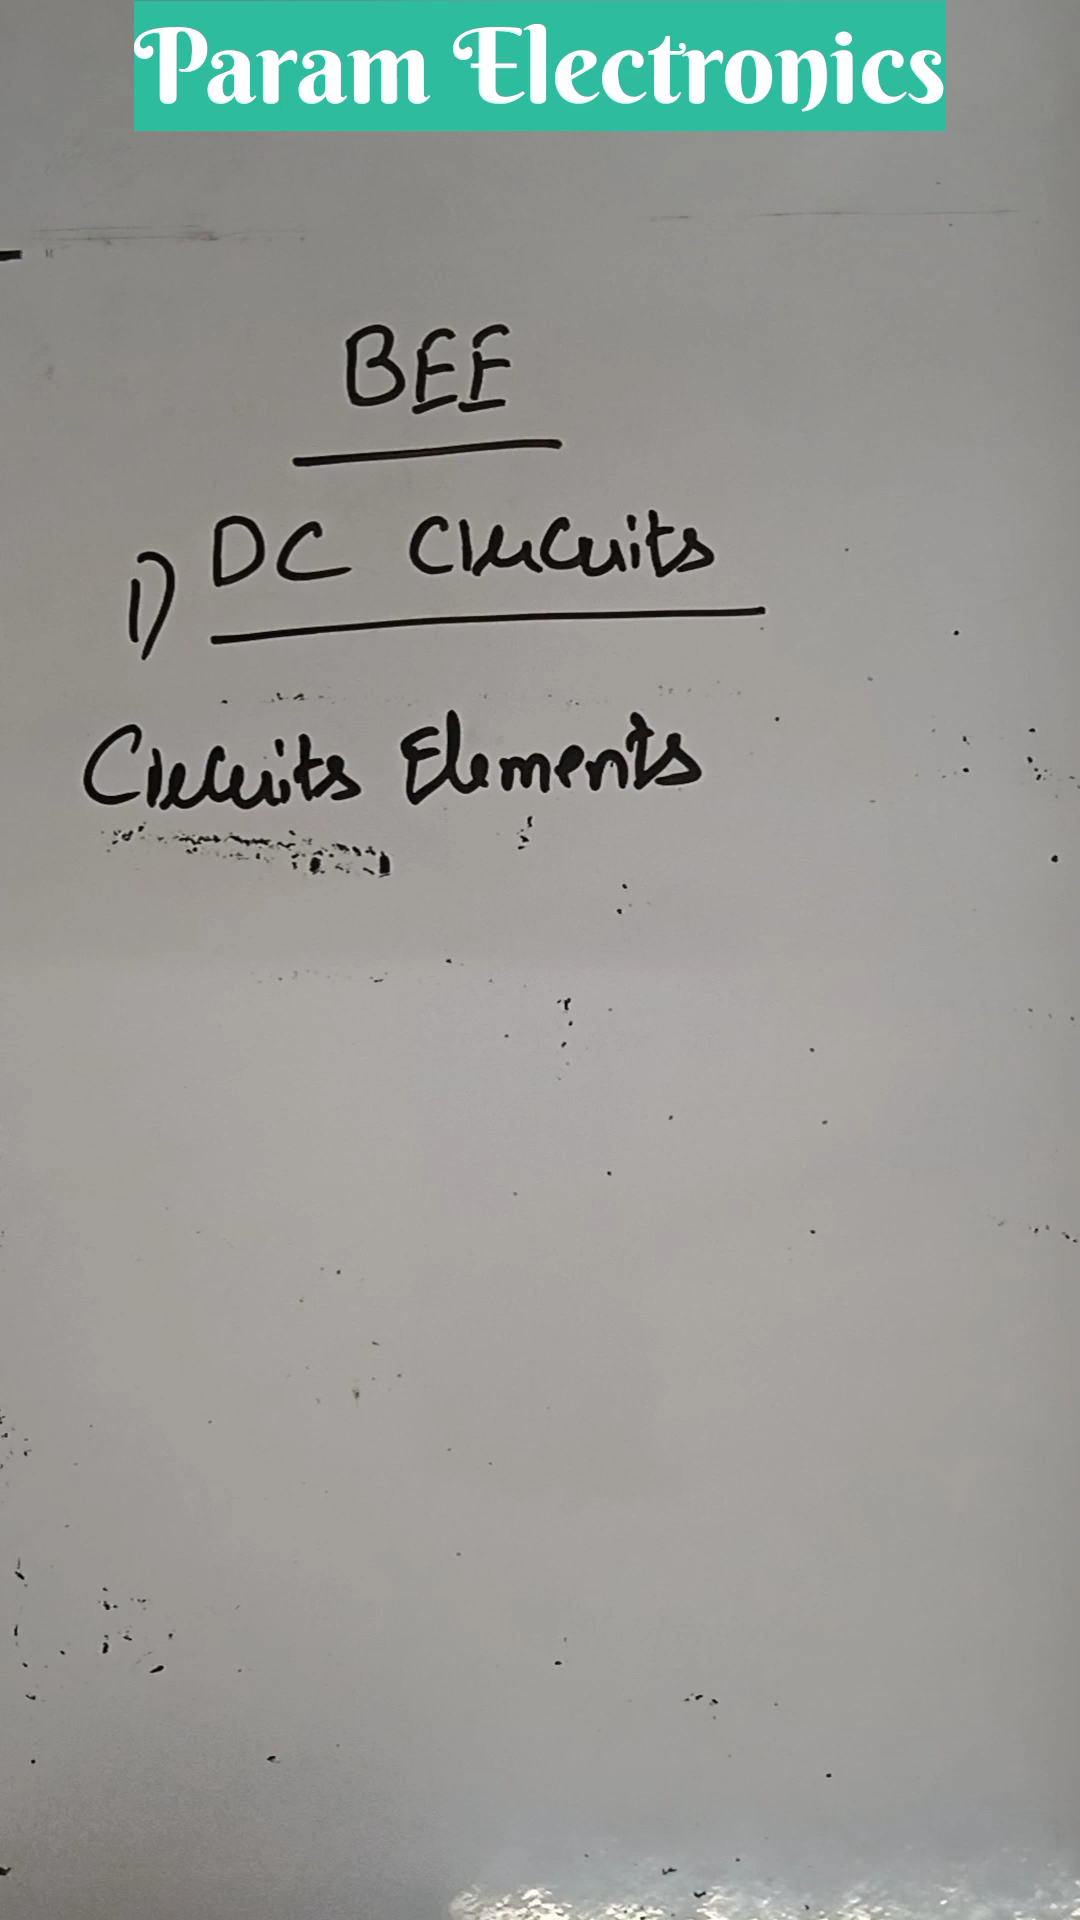 Param Electronics
BEE
1) DC Circuits
Circuits Elements